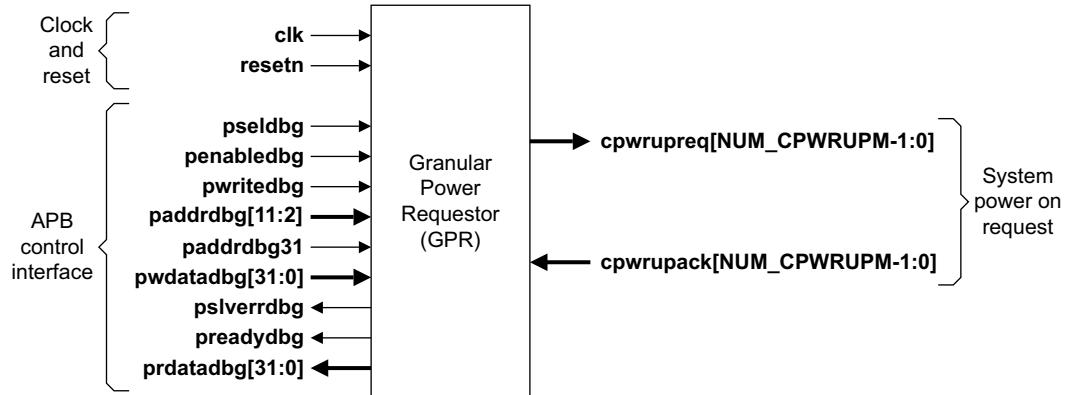 Clock
and
reset
clk
resetn
APB
control
interface
pseldbg
penabledbg
pwritedbg
paddrdbg[11:2]
paddrdbg31
pwdatadbg[31:0]
pslverrdbg
preadydbg
prdatadbg[31:0]
Granular
Power
Requestor
(GPR)
cpwrupreq[NUM_CPWRUPM-1:0]
cpwrupack[NUM_CPWRUPM-1:0]
System
power on
request